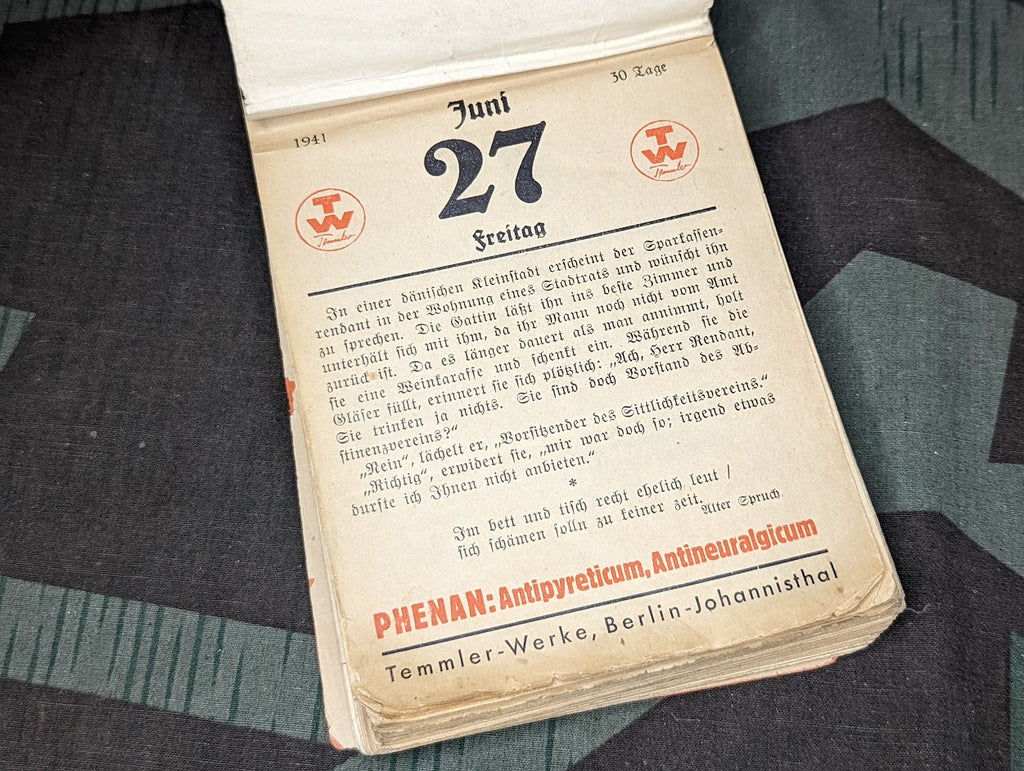 30 Tage
Juni
1941
27
TW
Temmler
TW
Temmler
Freitag
In einer dänischen Kleinstadt erscheint der Sparkassen-
rendant in der Wohnung eines Stadtrats und wünscht ihn
zu sprechen. Die Gattin läßt ihn ins beste Zimmer und
unterhält sich mit ihm, da ihr Mann noch nicht vom Amt
zurück ist. Da es länger dauert als man annimmt, holt
sie eine Weinkaraffe und schenkt ein. Während sie die
Gläser füllt, erinnert sie sich plötzlich: „Ach, Herr Rendant,
Sie trinken ja nichts. Sie sind doch Vorstand des Ab-
stinenzvereins?“
„Nein“, lächelt er, „Vorsitzender des Sittlichkeitsvereins.“
„Richtig“, erwidert sie, „mir war doch so; irgend etwas
durfte ich Ihnen nicht anbieten.“
*
Im bett und tisch recht ehelich leut /
sich schämen solln zu keiner zeit.
Alter Spruch
PHENAN: Antipyreticum, Antineuralgicum
Temmler-Werke, Berlin-Johannisthal